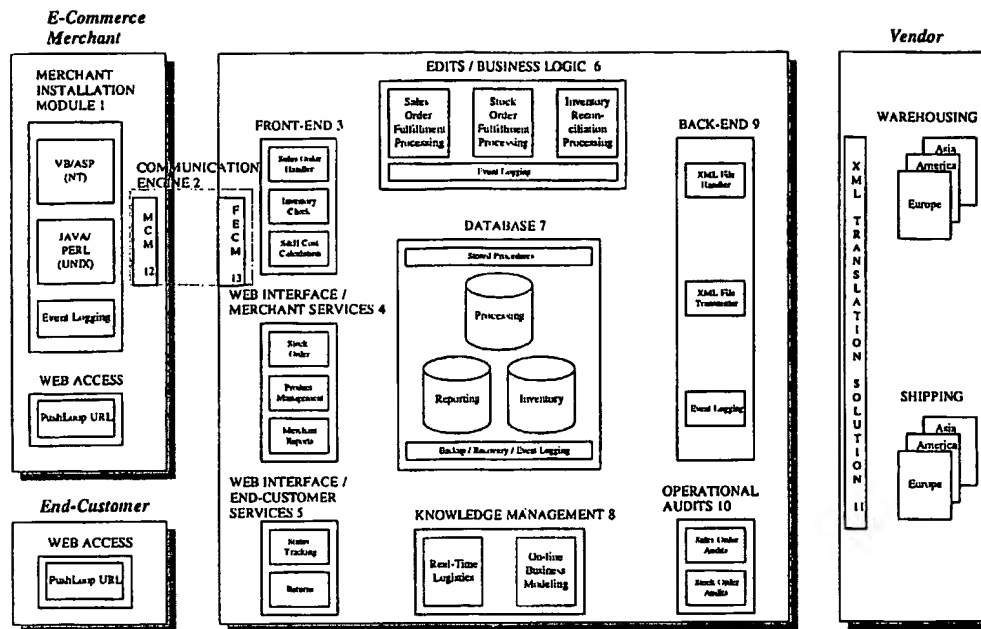 E-Commerce
Merchant
MERCHANT
INSTALLATION
MODULE 1
VB/ASP
(NT)
JAVA/
PERL
(UNIX)
Event Logging
WEB ACCESS
PushLoop URL
End-Customer
WEB ACCESS
PushLoop URL
COMMUNICATION
ENGINE 2
MCM
12
FECM
13
FRONT-END 3
Sales Order
Handler
Inventory
Check
S&H Cost
Calculation
WEB INTERFACE /
MERCHANT SERVICES 4
Stock
Order
Product
Management
Merchant
Reports
WEB INTERFACE /
END-CUSTOMER
SERVICES 5
Status
Tracking
Returns
EDITS / BUSINESS LOGIC 6
Sales
Order
Fulfillment
Processing
Stock
Order
Fulfillment
Processing
Inventory
Recon-
ciliation
Processing
Event Logging
DATABASE 7
Stored Procedures
Processing
Reporting
Inventory
Backup / Recovery / Event Logging
KNOWLEDGE MANAGEMENT 8
Real-Time
Logistics
On-line
Business
Modeling
BACK-END 9
XML File
Handler
XML File
Transmitter
Event Logging
OPERATIONAL
AUDITS 10
Sales Order
Audits
Stock Order
Audits
Vendor
XML TRANSLATION SOLUTION 11
WAREHOUSING
Asia
America
Europe
SHIPPING
Asia
America
Europe